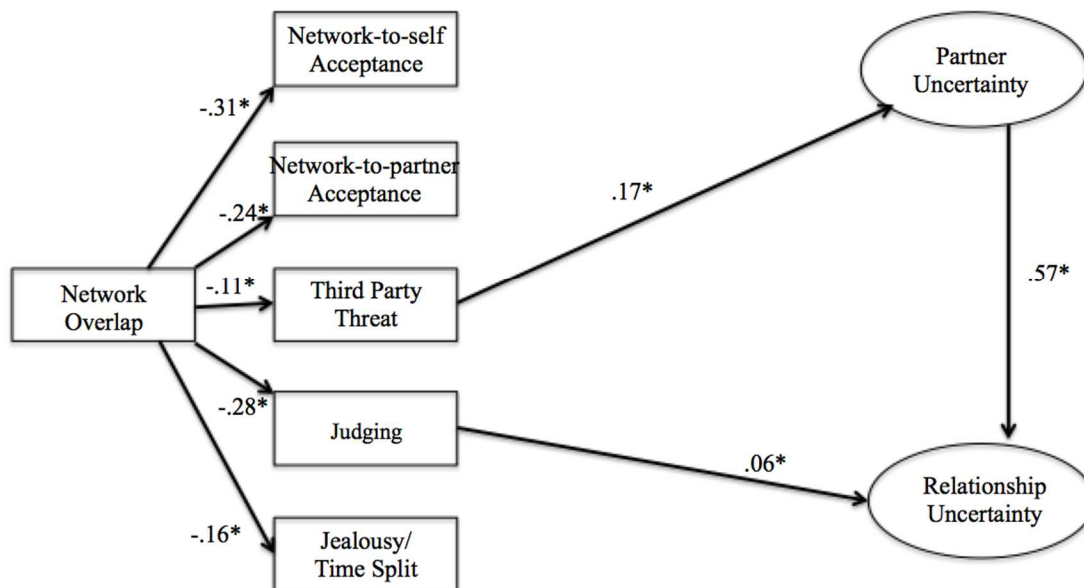 Network-to-self
Acceptance
Partner
Uncertainty
-.31*
Network-to-partner
Acceptance
.17*
-.24*
Network
Overlap
-.11*
Third Party
Threat
.57*
-.28*
Judging
.06*
Relationship
Uncertainty
-.16*
Jealousy/
Time Split